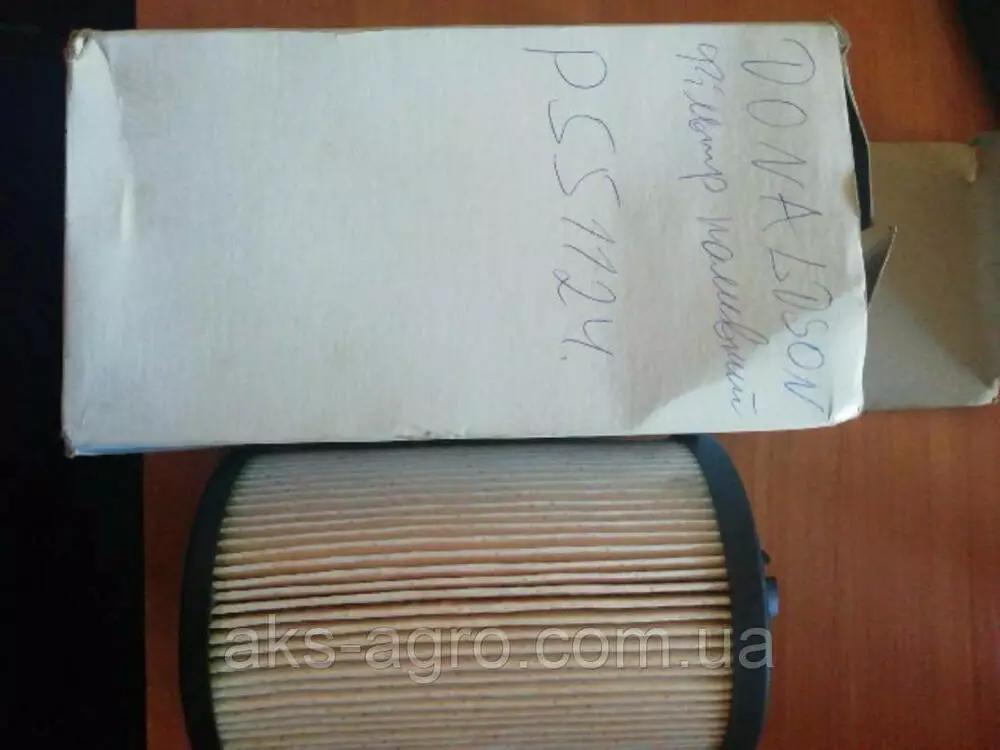 DONALDSON
фільтр паливний
P551124.
aks-agro.com.ua